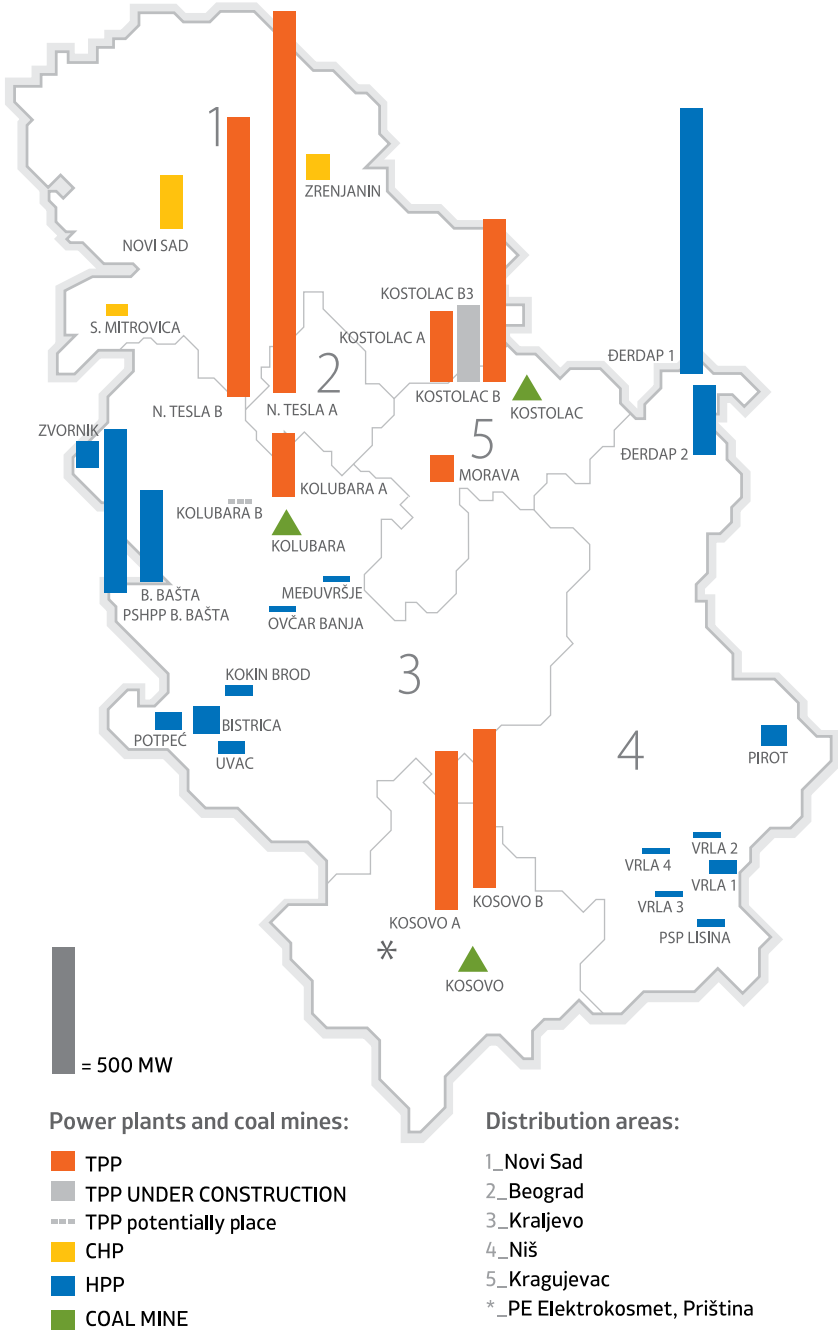 1
ZRENJANIN
NOVI SAD
KOSTOLAC B3
S. MITROVICA
KOSTOLAC A
2
ĐERDAP 1
N. TESLA B
N. TESLA A
KOSTOLAC B
KOSTOLAC
ZVORNIK
5
ĐERDAP 2
KOLUBARA A
MORAVA
KOLUBARA B
KOLUBARA
B. BAŠTA
MEĐUVRŠJE
PSHPP B. BAŠTA
OVČAR BANJA
3
KOKIN BROD
BISTRICA
POTPEĆ
UVAC
4
PIROT
VRLA 2
VRLA 4
VRLA 1
VRLA 3
KOSOVO B
KOSOVO A
PSP LISINA
*
KOSOVO
= 500 MW
Power plants and coal mines:
TPP
TPP UNDER CONSTRUCTION
TPP potentially place
CHP
HPP
COAL MINE
Distribution areas:
1_Novi Sad
2_Beograd
3_Kraljevo
4_Niš
5_Kragujevac
*_PE Elektrokosmet, Priština